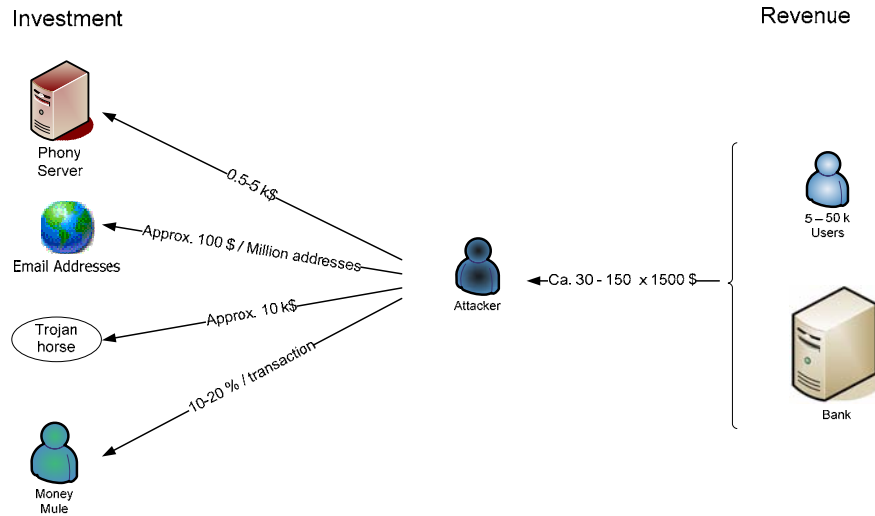 Investment
Revenue
Phony
Server
0.5-5 k$
Email Addresses
Approx. 100 $ / Million addresses
Trojan
horse
Approx. 10 k$
Money
Mule
10-20 % / transaction
Attacker
Ca. 30 - 150 x 1500 $
5 – 50 k
Users
Bank